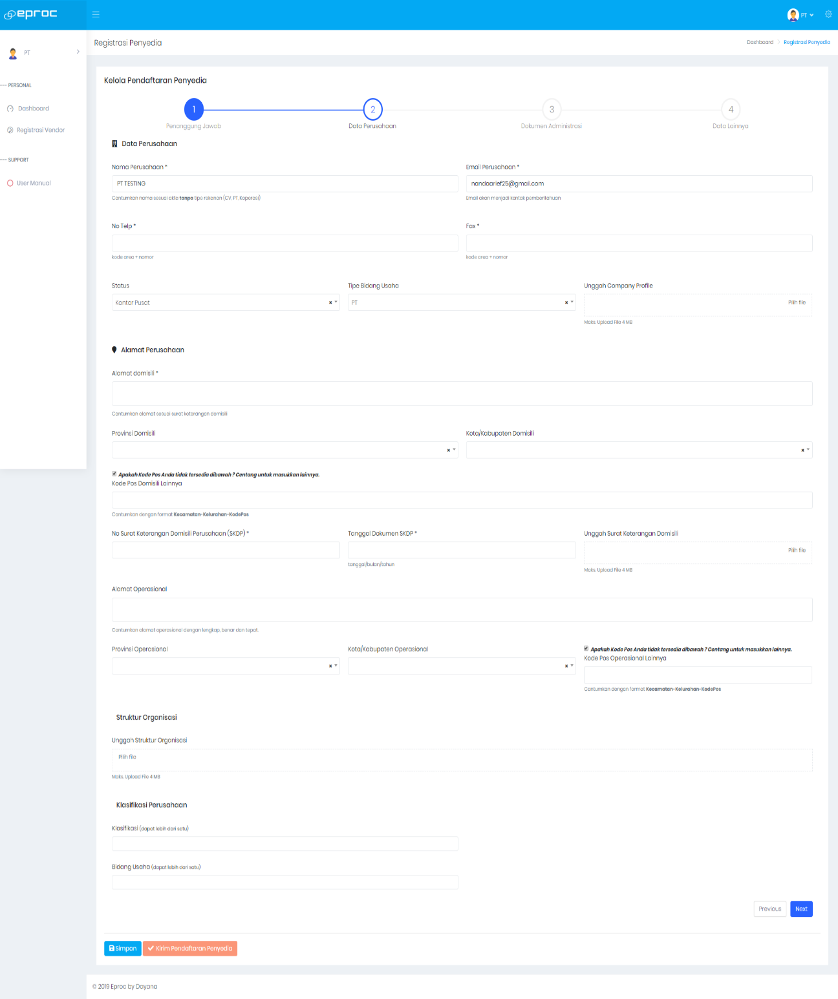 eproc
PT
Registrasi Penyedia
Dashboard > Registrasi Penyedia
PT
--- PERSONAL
Dashboard
Registrasi Vendor
--- SUPPORT
User Manual
Kelola Pendaftaran Penyedia
1 2 3 4
Penanggung Jawab Data Perusahaan Dokumen Administrasi Data Lainnya
Data Perusahaan
Nama Perusahaan * Email Perusahaan *
PT TESTING nandaarief25@gmail.com
Cantumkan nama sesuai akta tanpa tipe rekanan (CV, PT, Koperasi) Email akan menjadi kontak pemberitahuan
No Telp * Fax *
kode area + nomor kode area + nomor
Status Tipe Bidang Usaha Unggah Company Profile
Kantor Pusat × PT × Pilih file
Maks. Upload File 4 MB
Alamat Perusahaan
Alamat domisili *
Cantumkan alamat sesuai surat keterangan domisili
Provinsi Domisili Kota/Kabupaten Domisili
× ×
Apakah Kode Pos Anda tidak tersedia dibawah ? Centang untuk masukkan lainnya.
Kode Pos Domisili Lainnya
Cantumkan dengan format Kecamatan-Kelurahan-KodePos
No Surat Keterangan Domisili Perusahaan (SKDP) * Tanggal Dokumen SKDP * Unggah Surat Keterangan Domisili
Pilih file
tanggal/bulan/tahun Maks. Upload File 4 MB
Alamat Operasional
Cantumkan alamat operasional dengan lengkap, benar dan tepat.
Provinsi Operasional Kota/Kabupaten Operasional Apakah Kode Pos Anda tidak tersedia dibawah ? Centang untuk masukkan lainnya.
Kode Pos Operasional Lainnya
× ×
Cantumkan dengan format Kecamatan-Kelurahan-KodePos
Struktur Organisasi
Unggah Struktur Organisasi
Pilih file
Maks. Upload File 4 MB
Klasifikasi Perusahaan
Klasifikasi (dapat lebih dari satu)
Bidang Usaha (dapat lebih dari satu)
Previous Next
Simpan Kirim Pendaftaran Penyedia
© 2019 Eproc by Dayana